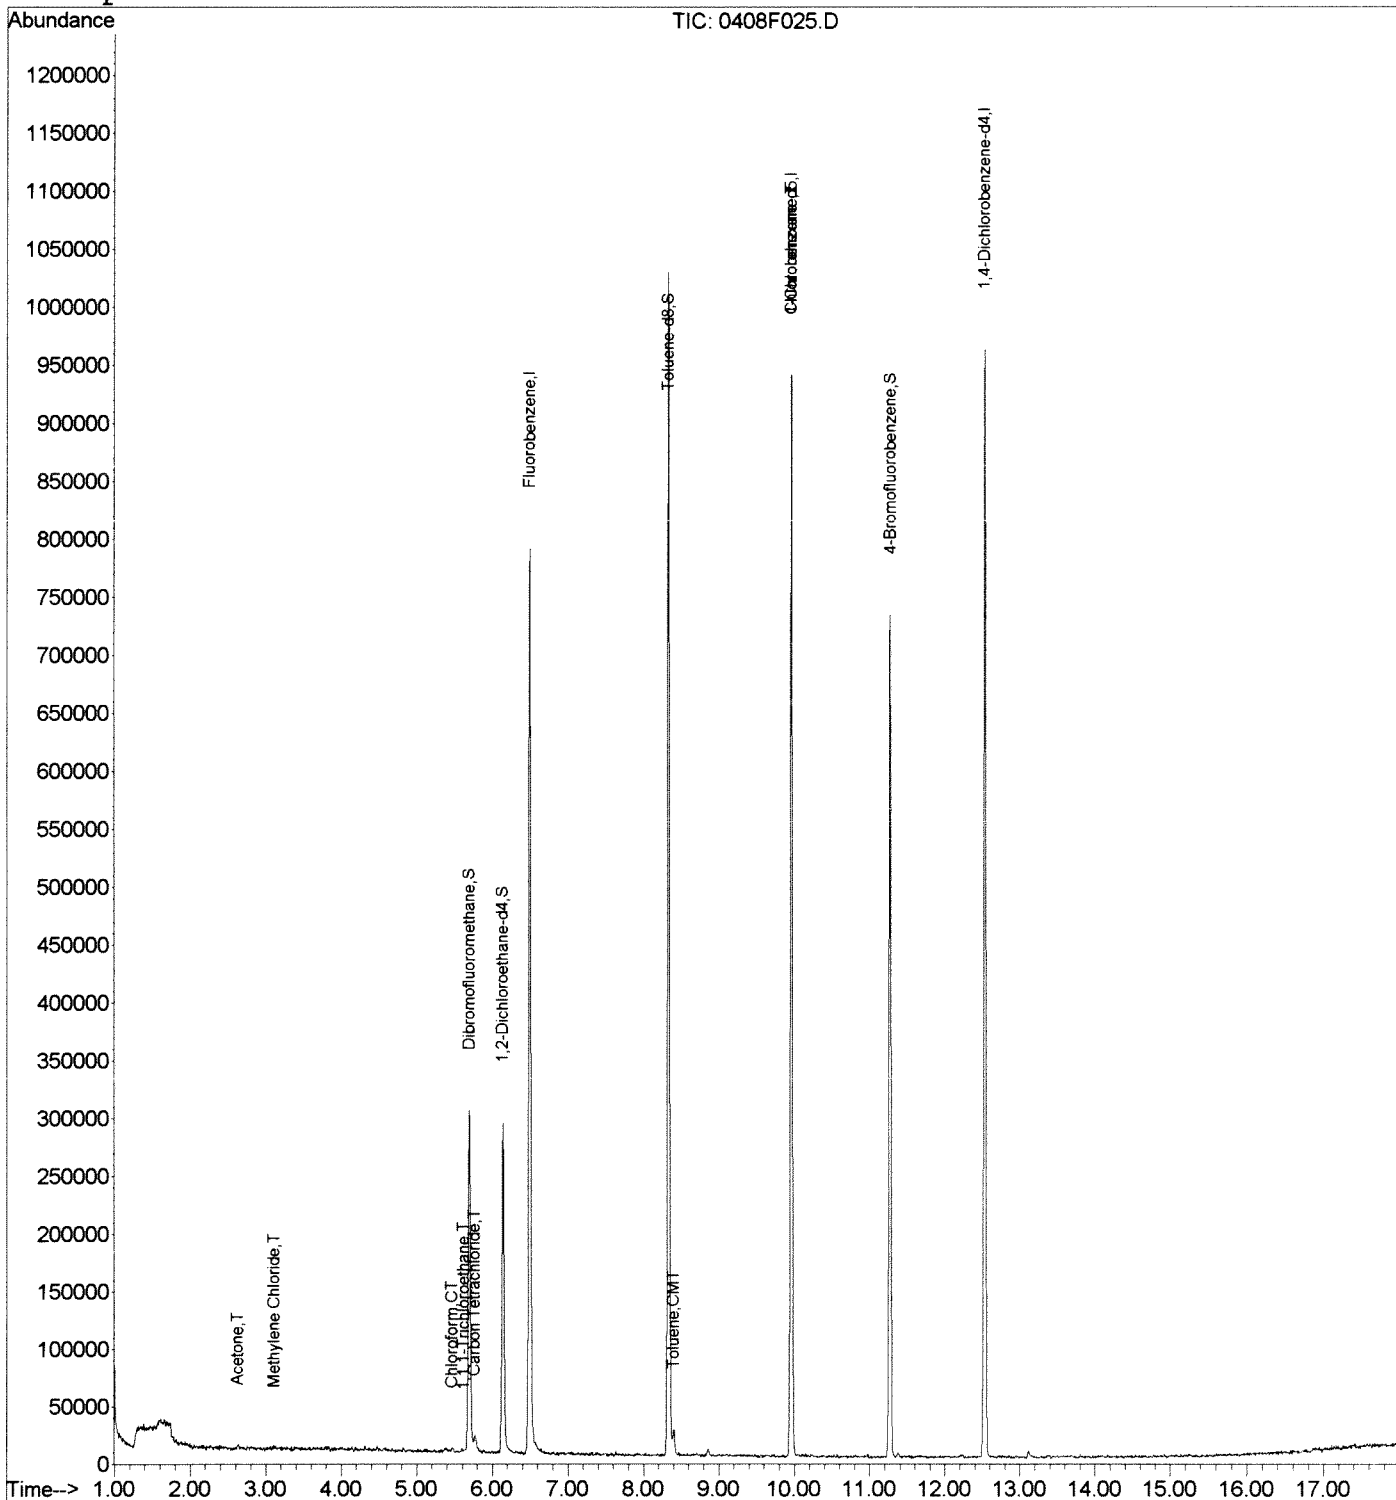 Abundance
TIC: 0408F025.D
1200000
1150000
1100000
1050000
1000000
950000
900000
850000
800000
750000
700000
650000
600000
550000
500000
450000
400000
350000
300000
250000
200000
150000
100000
50000
0
Acetone,T
Methylene Chloride,T
Chloroform,CT
1,1,1-Trichloroethane,T
Dibromofluoromethane,S
Carbon Tetrachloride,T
1,2-Dichloroethane-d4,S
Fluorobenzene,I
Toluene-d8,S
Toluene,CMT
4-Bromofluorobenzene,S
1,4-Dichlorobenzene-d4,I
Time--> 1.00 2.00 3.00 4.00 5.00 6.00 7.00 8.00 9.00 10.00 11.00 12.00 13.00 14.00 15.00 16.00 17.00